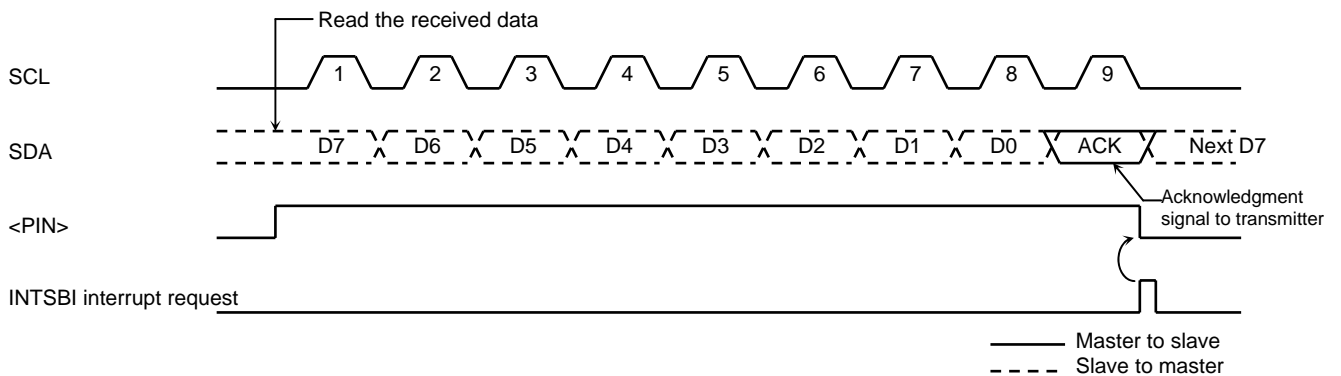 Read the received data
SCL 1 2 3 4 5 6 7 8 9
SDA D7 D6 D5 D4 D3 D2 D1 D0 ACK Next D7
Acknowledgment
signal to transmitter
<PIN>
INTSBI interrupt request
Master to slave
Slave to master